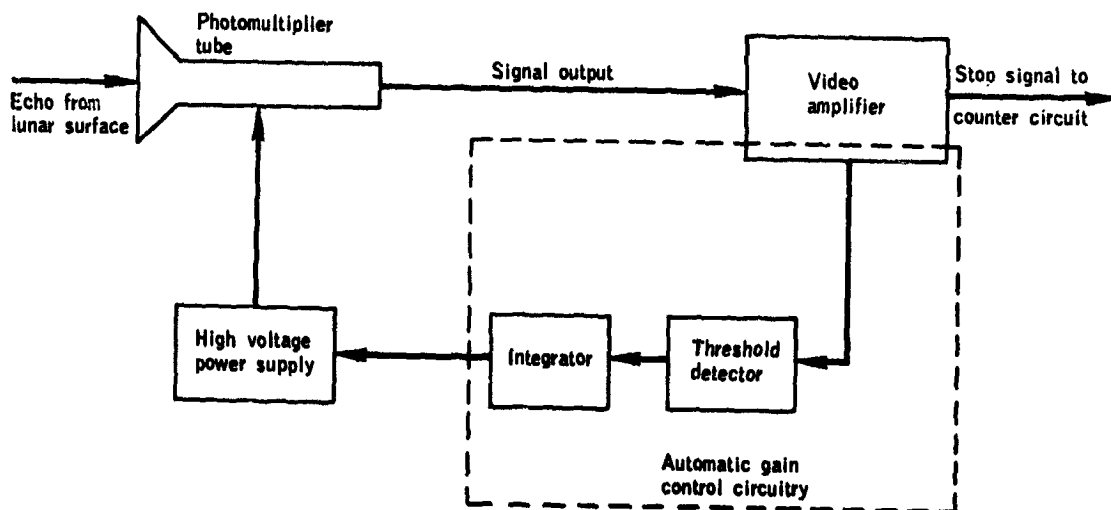 Photomultiplier
tube
Echo from
lunar surface
Signal output
Video
amplifier
Stop signal to
counter circuit
High voltage
power supply
Integrator
Threshold
detector
Automatic gain
control circuitry